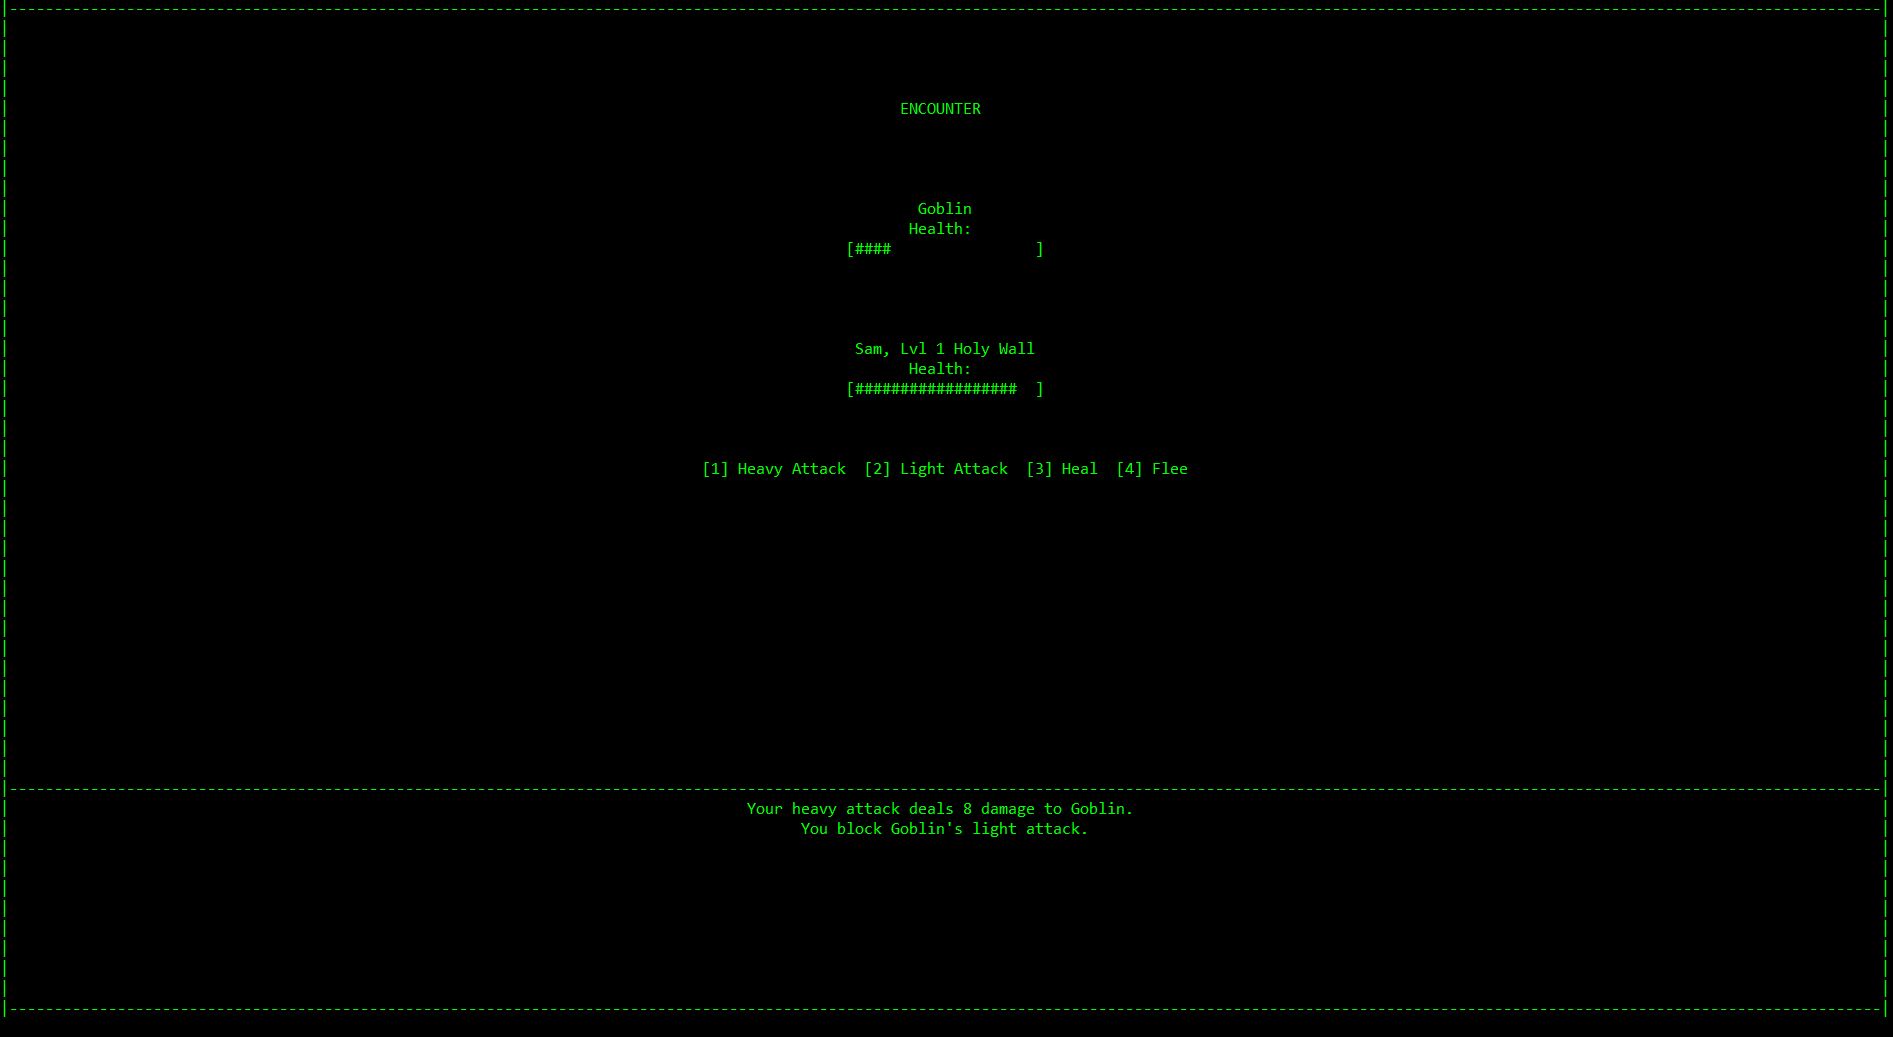 ENCOUNTER
Goblin
Health:
[####                ]
Sam, Lvl 1 Holy Wall
Health:
[##################  ]
[1] Heavy Attack  [2] Light Attack  [3] Heal  [4] Flee
Your heavy attack deals 8 damage to Goblin.
You block Goblin's light attack.